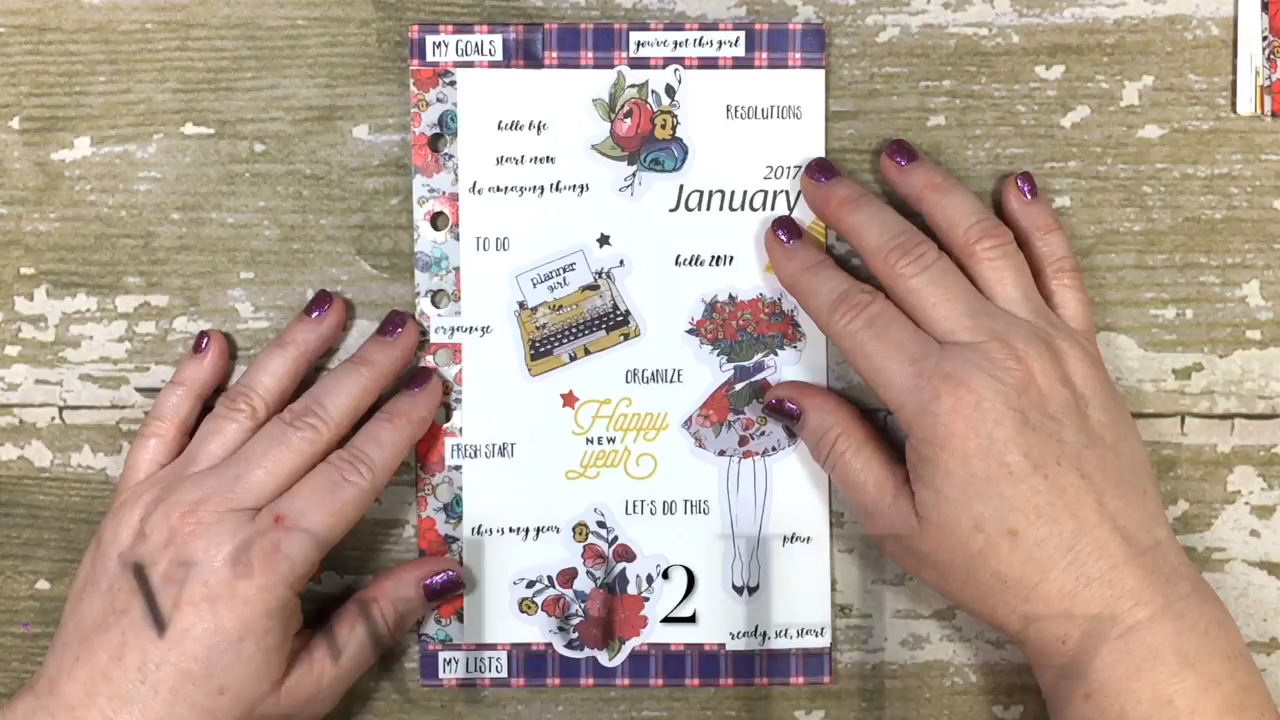 MY GOALS
you've got this girl
hello life
RESOLUTIONS
start now
do amazing things
2017
January
TO DO
hello 2017
planner
girl
organize
ORGANIZE
Happy
NEW
year
FRESH START
LET'S DO THIS
this is my year
plan
2
ready, set, start
MY LISTS